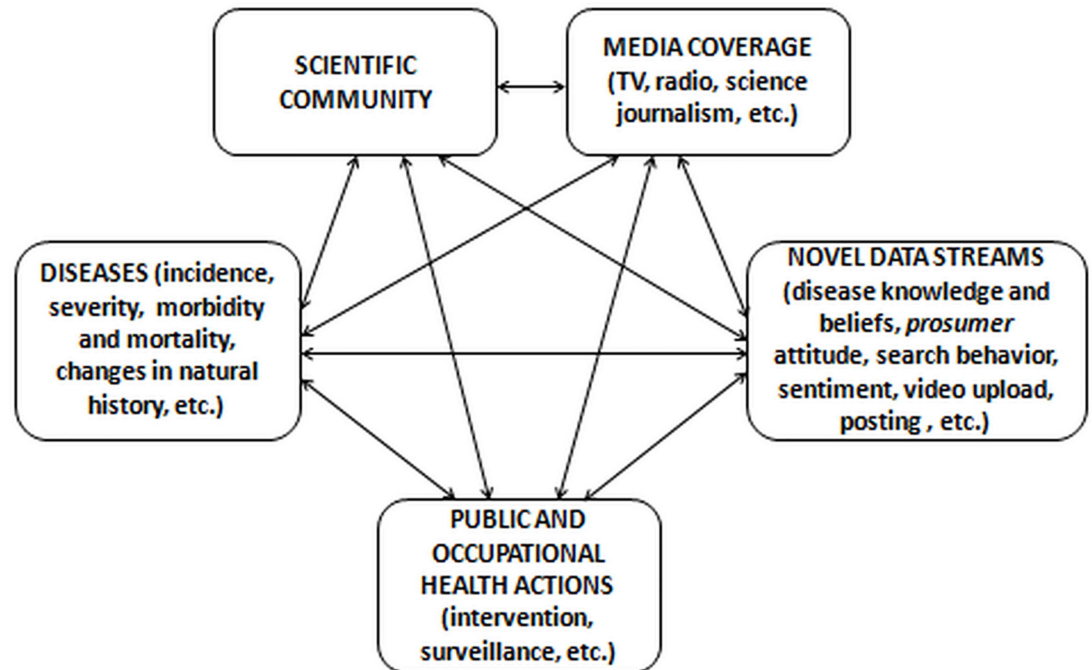 SCIENTIFIC
COMMUNITY
MEDIA COVERAGE
(TV, radio, science
journalism, etc.)
DISEASES (incidence,
severity, morbidity
and mortality,
changes in natural
history, etc.)
NOVEL DATA STREAMS
(disease knowledge and
beliefs, prosumer
attitude, search behavior,
sentiment, video upload,
posting , etc.)
PUBLIC AND
OCCUPATIONAL
HEALTH ACTIONS
(intervention,
surveillance, etc.)